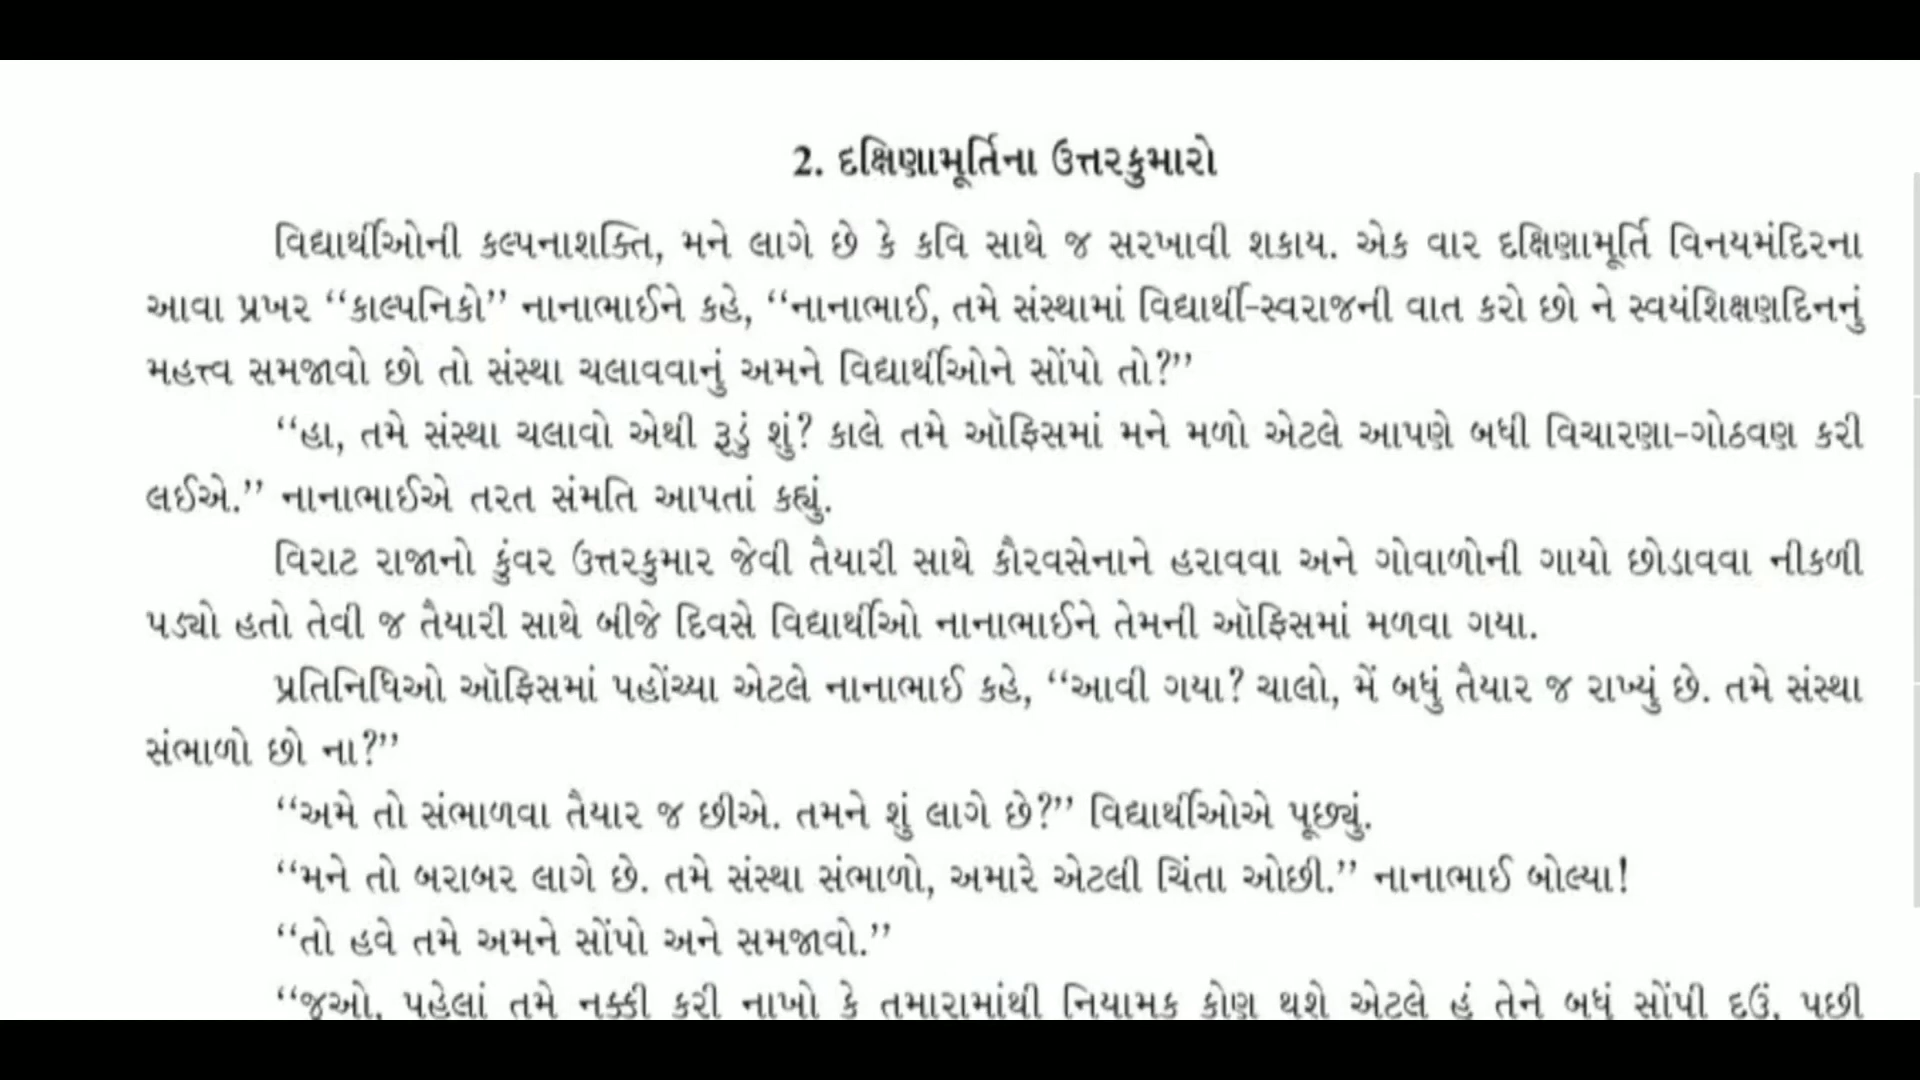 2. દક્ષિણામૂર્તિના ઉત્તરકુમારો
વિદ્યાર્થીઓની કલ્પનાશક્તિ, મને લાગે છે કે કવિ સાથે જ સરખાવી શકાય. એક વાર દક્ષિણામૂર્તિ વિનયમંદિરના
આવા પ્રખર “કાલ્પનિકો” નાનાભાઈને કહે, “નાનાભાઈ, તમે સંસ્થામાં વિદ્યાર્થી-સ્વરાજની વાત કરો છો ને સ્વયંશિક્ષણદિનનું
મહત્ત્વ સમજાવો છો તો સંસ્થા ચલાવવાનું અમને વિદ્યાર્થીઓને સોંપો તો?”
“હા, તમે સંસ્થા ચલાવો એથી રૂડું શું? કાલે તમે ઑફિસમાં મને મળો એટલે આપણે બધી વિચારણા-ગોઠવણ કરી
લઈએ.” નાનાભાઈએ તરત સંમતિ આપતાં કહ્યું.
વિરાટ રાજાનો કુંવર ઉત્તરકુમાર જેવી તૈયારી સાથે કૌરવસેનાને હરાવવા અને ગોવાળોની ગાયો છોડાવવા નીકળી
પડ્યો હતો તેવી જ તૈયારી સાથે બીજે દિવસે વિદ્યાર્થીઓ નાનાભાઈને તેમની ઑફિસમાં મળવા ગયા.
પ્રતિનિધિઓ ઑફિસમાં પહોંચ્યા એટલે નાનાભાઈ કહે, “આવી ગયા? ચાલો, મેં બધું તૈયાર જ રાખ્યું છે. તમે સંસ્થા
સંભાળો છો ના?”
“અમે તો સંભાળવા તૈયાર જ છીએ. તમને શું લાગે છે?” વિદ્યાર્થીઓએ પૂછ્યું.
“મને તો બરાબર લાગે છે. તમે સંસ્થા સંભાળો, અમારે એટલી ચિંતા ઓછી.” નાનાભાઈ બોલ્યા!
“તો હવે તમે અમને સોંપો અને સમજાવો.”
“જુઓ, પહેલાં તમે નક્કી કરી નાખો કે તમારામાંથી નિયામક કોણ થશે એટલે હું તેને બધું સોંપી દઉં. પછી